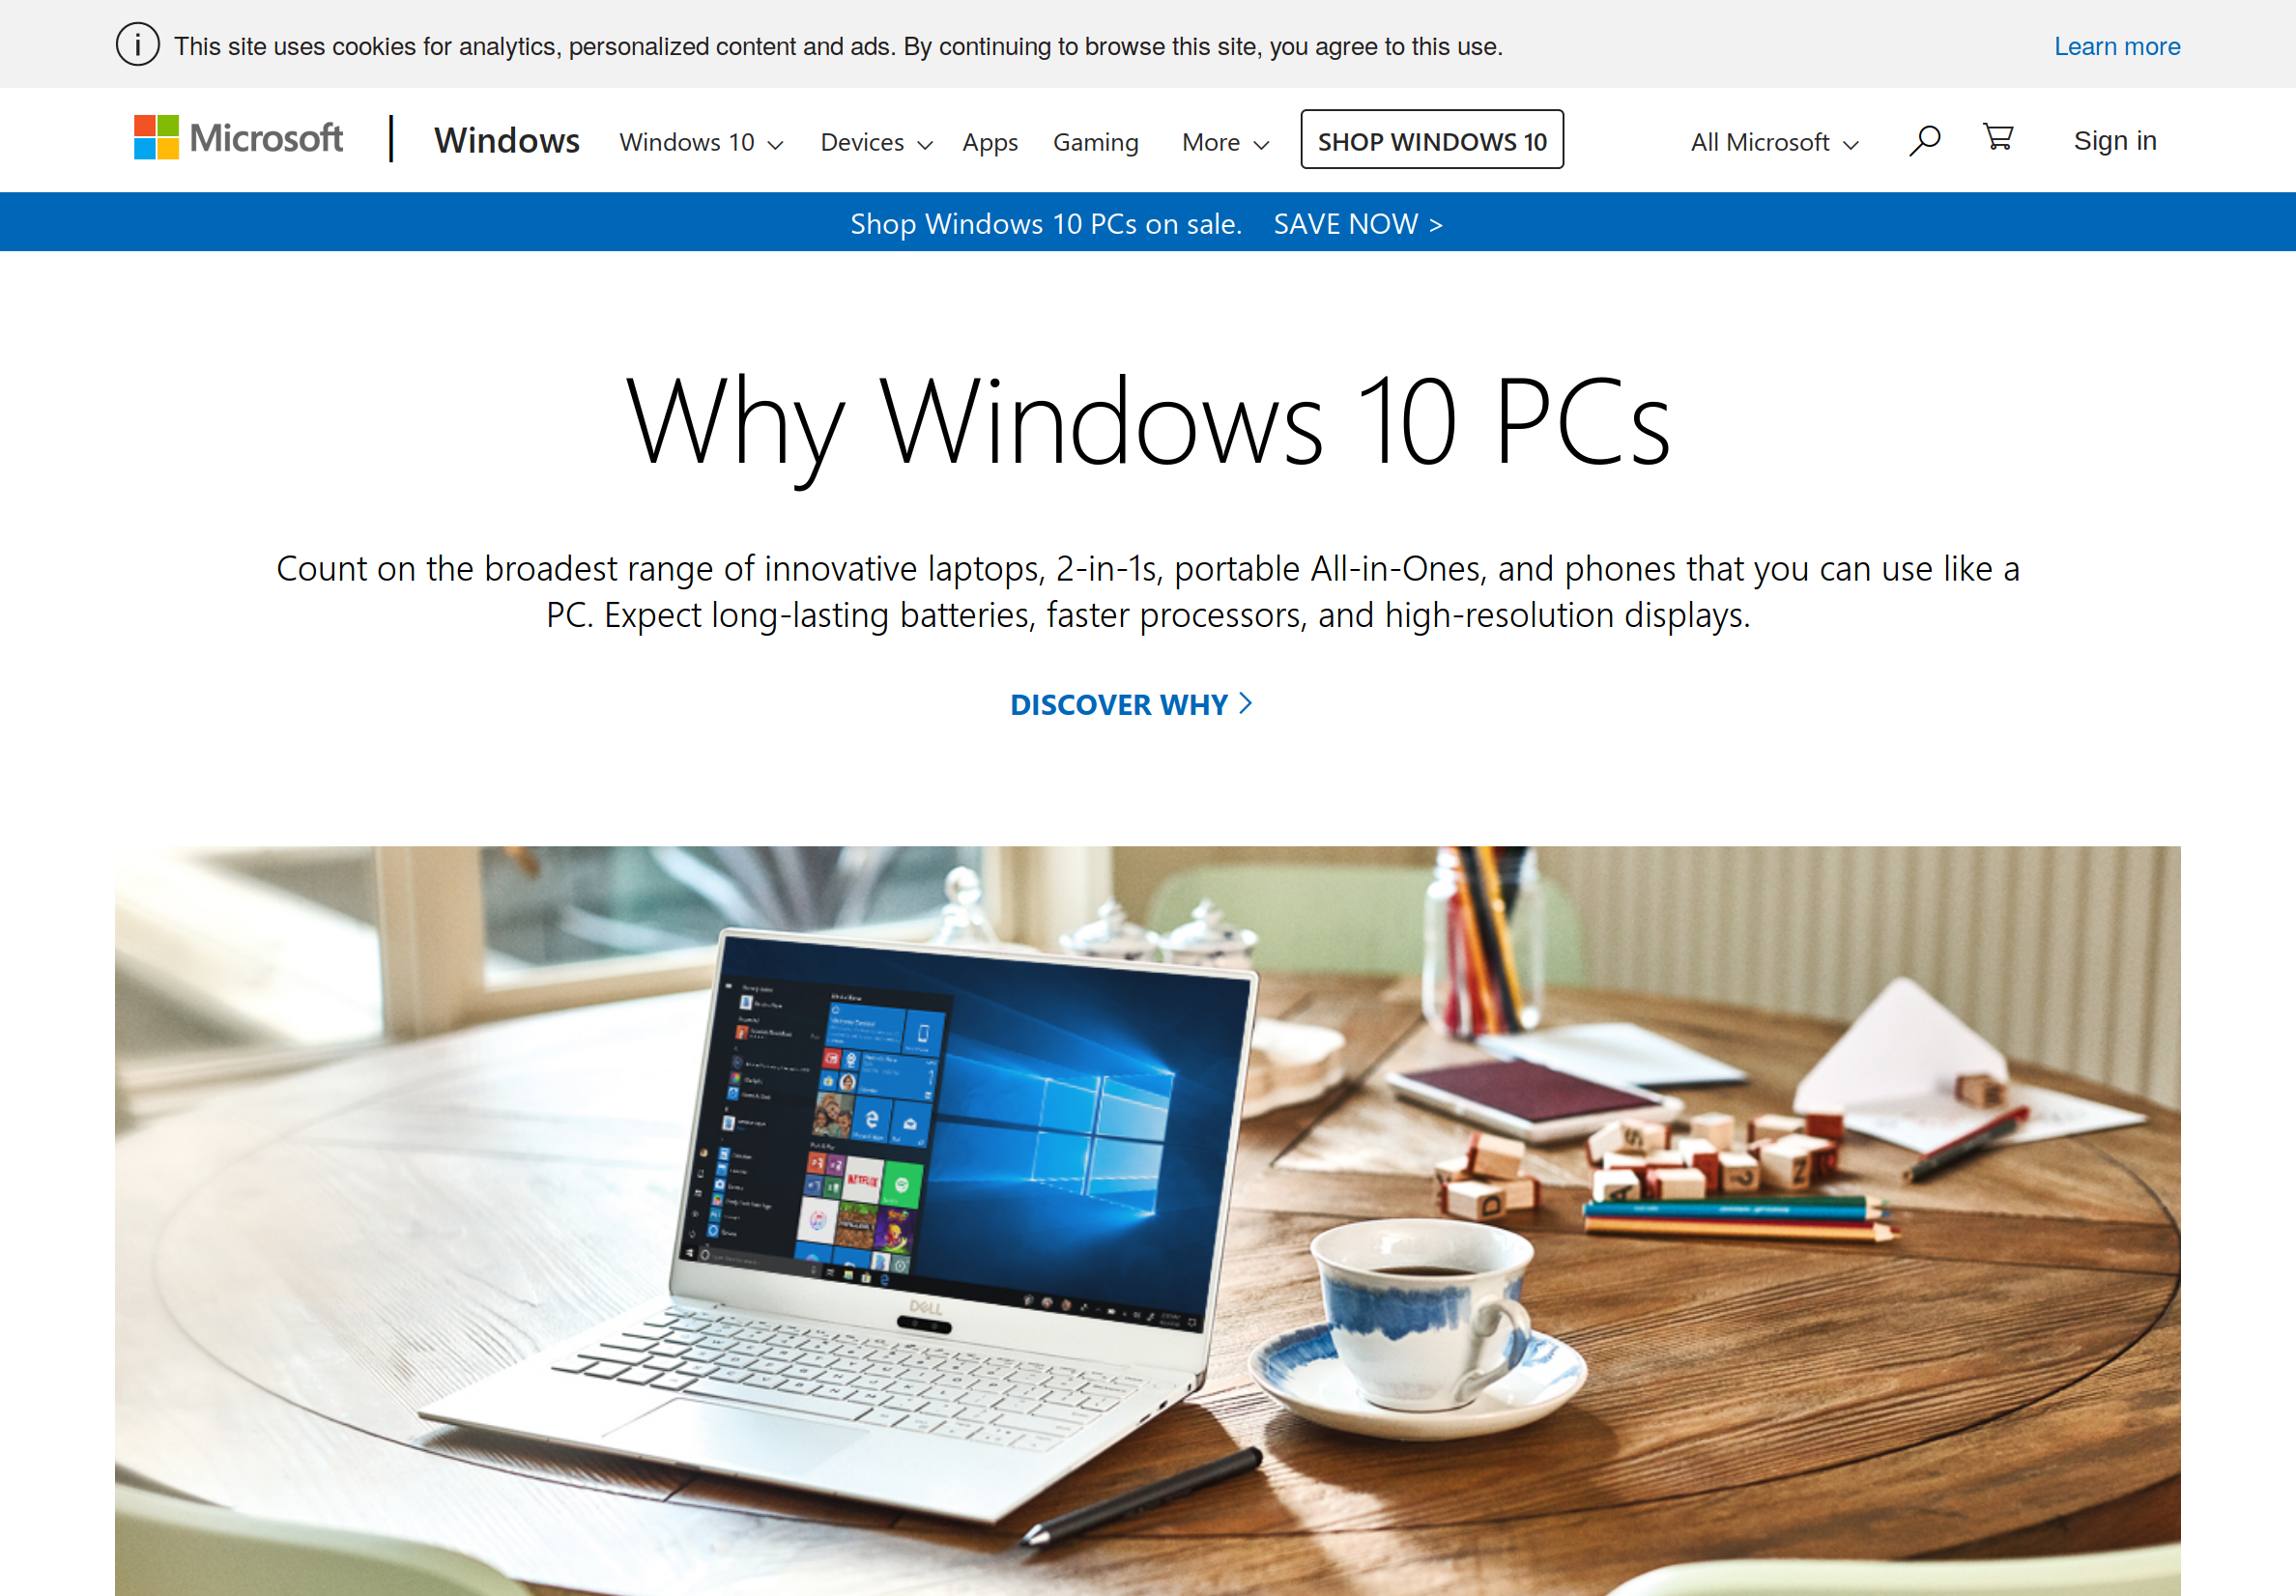 This site uses cookies for analytics, personalized content and ads. By continuing to browse this site, you agree to this use.
Learn more
Microsoft
Windows
Windows 10
Devices
Apps
Gaming
More
SHOP WINDOWS 10
All Microsoft
Sign in
Shop Windows 10 PCs on sale. SAVE NOW >
Why Windows 10 PCs
Count on the broadest range of innovative laptops, 2-in-1s, portable All-in-Ones, and phones that you can use like a
PC. Expect long-lasting batteries, faster processors, and high-resolution displays.
DISCOVER WHY
NETFLIX
DELL